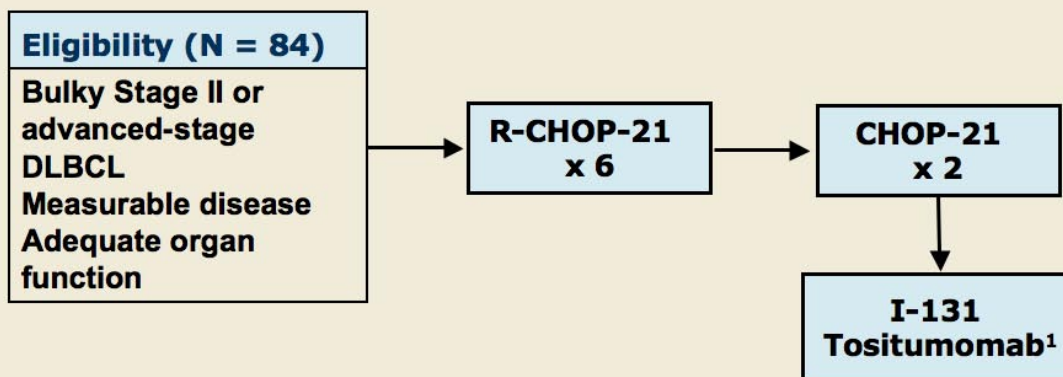 Eligibility (N = 84)
Bulky Stage II or
advanced-stage
DLBCL
Measurable disease
Adequate organ
function
R-CHOP-21
x 6
CHOP-21
x 2
I-131
Tositumomab¹